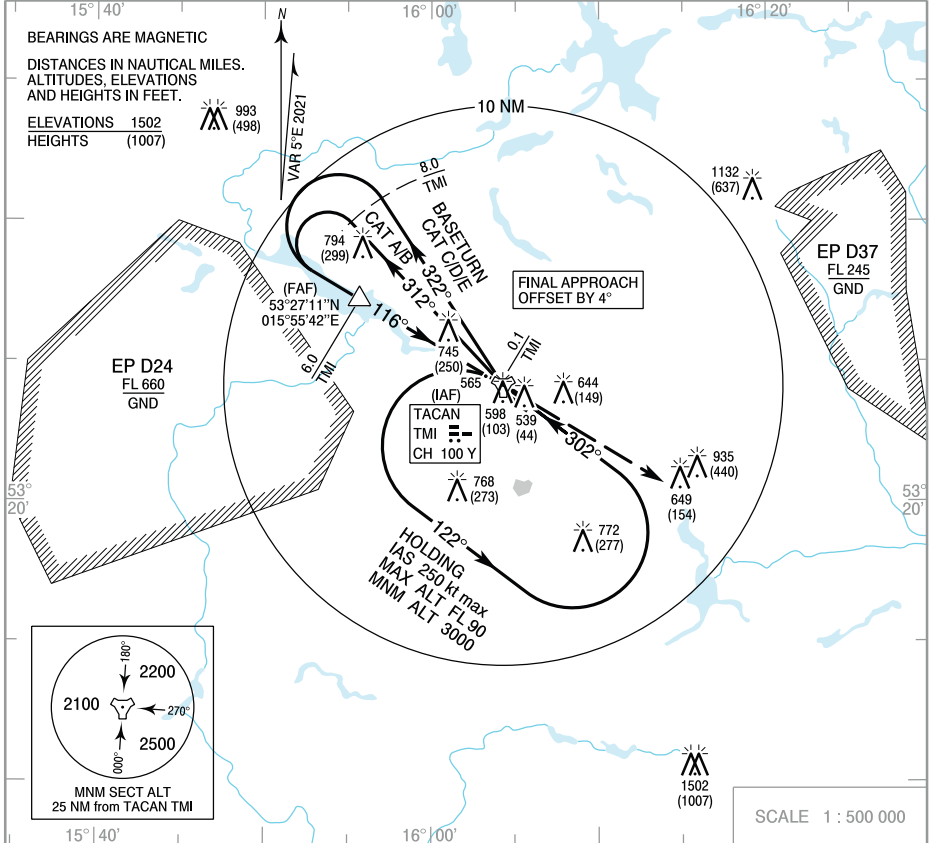 15° 40'
16° 00'
16° 20'
BEARINGS ARE MAGNETIC
DISTANCES IN NAUTICAL MILES.
ALTITUDES, ELEVATIONS
AND HEIGHTS IN FEET.
ELEVATIONS 1502
HEIGHTS (1007)
993
(498)
N
VAR 5°E 2021
10 NM
8.0
TMI
1132
(637)
BASETURN
CAT C/D/E
322°
CAT A/B
312°
794
(299)
EP D37
FL 245
GND
FINAL APPROACH
OFFSET BY 4°
(FAF)
53°27'11''N
015°55'42''E
116°
6.0
TMI
745
(250)
0.1
TMI
EP D24
FL 660
GND
565
(IAF)
TACAN
TMI
CH 100 Y
598
(103)
539
(44)
644
(149)
302°
935
(440)
649
(154)
768
(273)
772
(277)
53°
20'
53°
20'
122°
HOLDING
IAS 250 kt max
MAX ALT FL 90
MNM ALT 3000
180°
2200
2100
270°
2500
000°
MNM SECT ALT
25 NM from TACAN TMI
1502
(1007)
SCALE 1 : 500 000
15° 40'
16° 00'